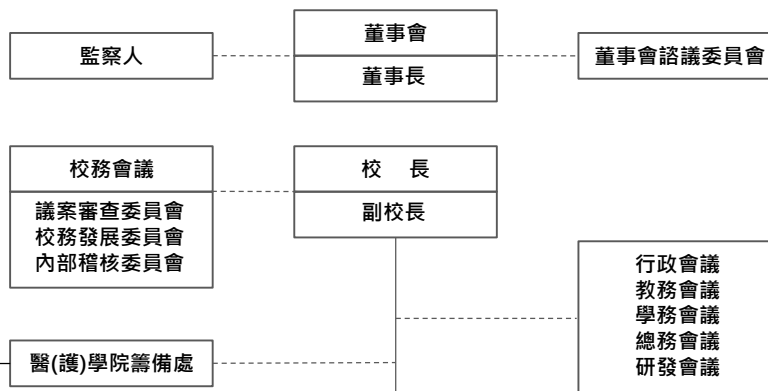 董事會
監察人
董事長
董事會諮議委員會
校務會議
校 長
議案審查委員會
校務發展委員會
內部稽核委員會
副校長
行政會議
教務會議
學務會議
總務會議
研發會議
醫(護)學院籌備處